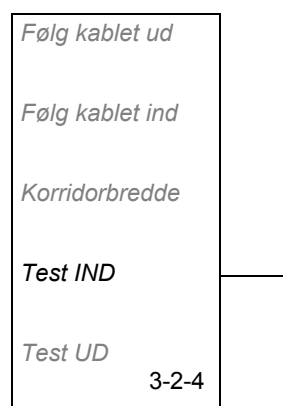 Følg kablet ud
Følg kablet ind
Korridorbredde
Test IND
Test UD
3-2-4